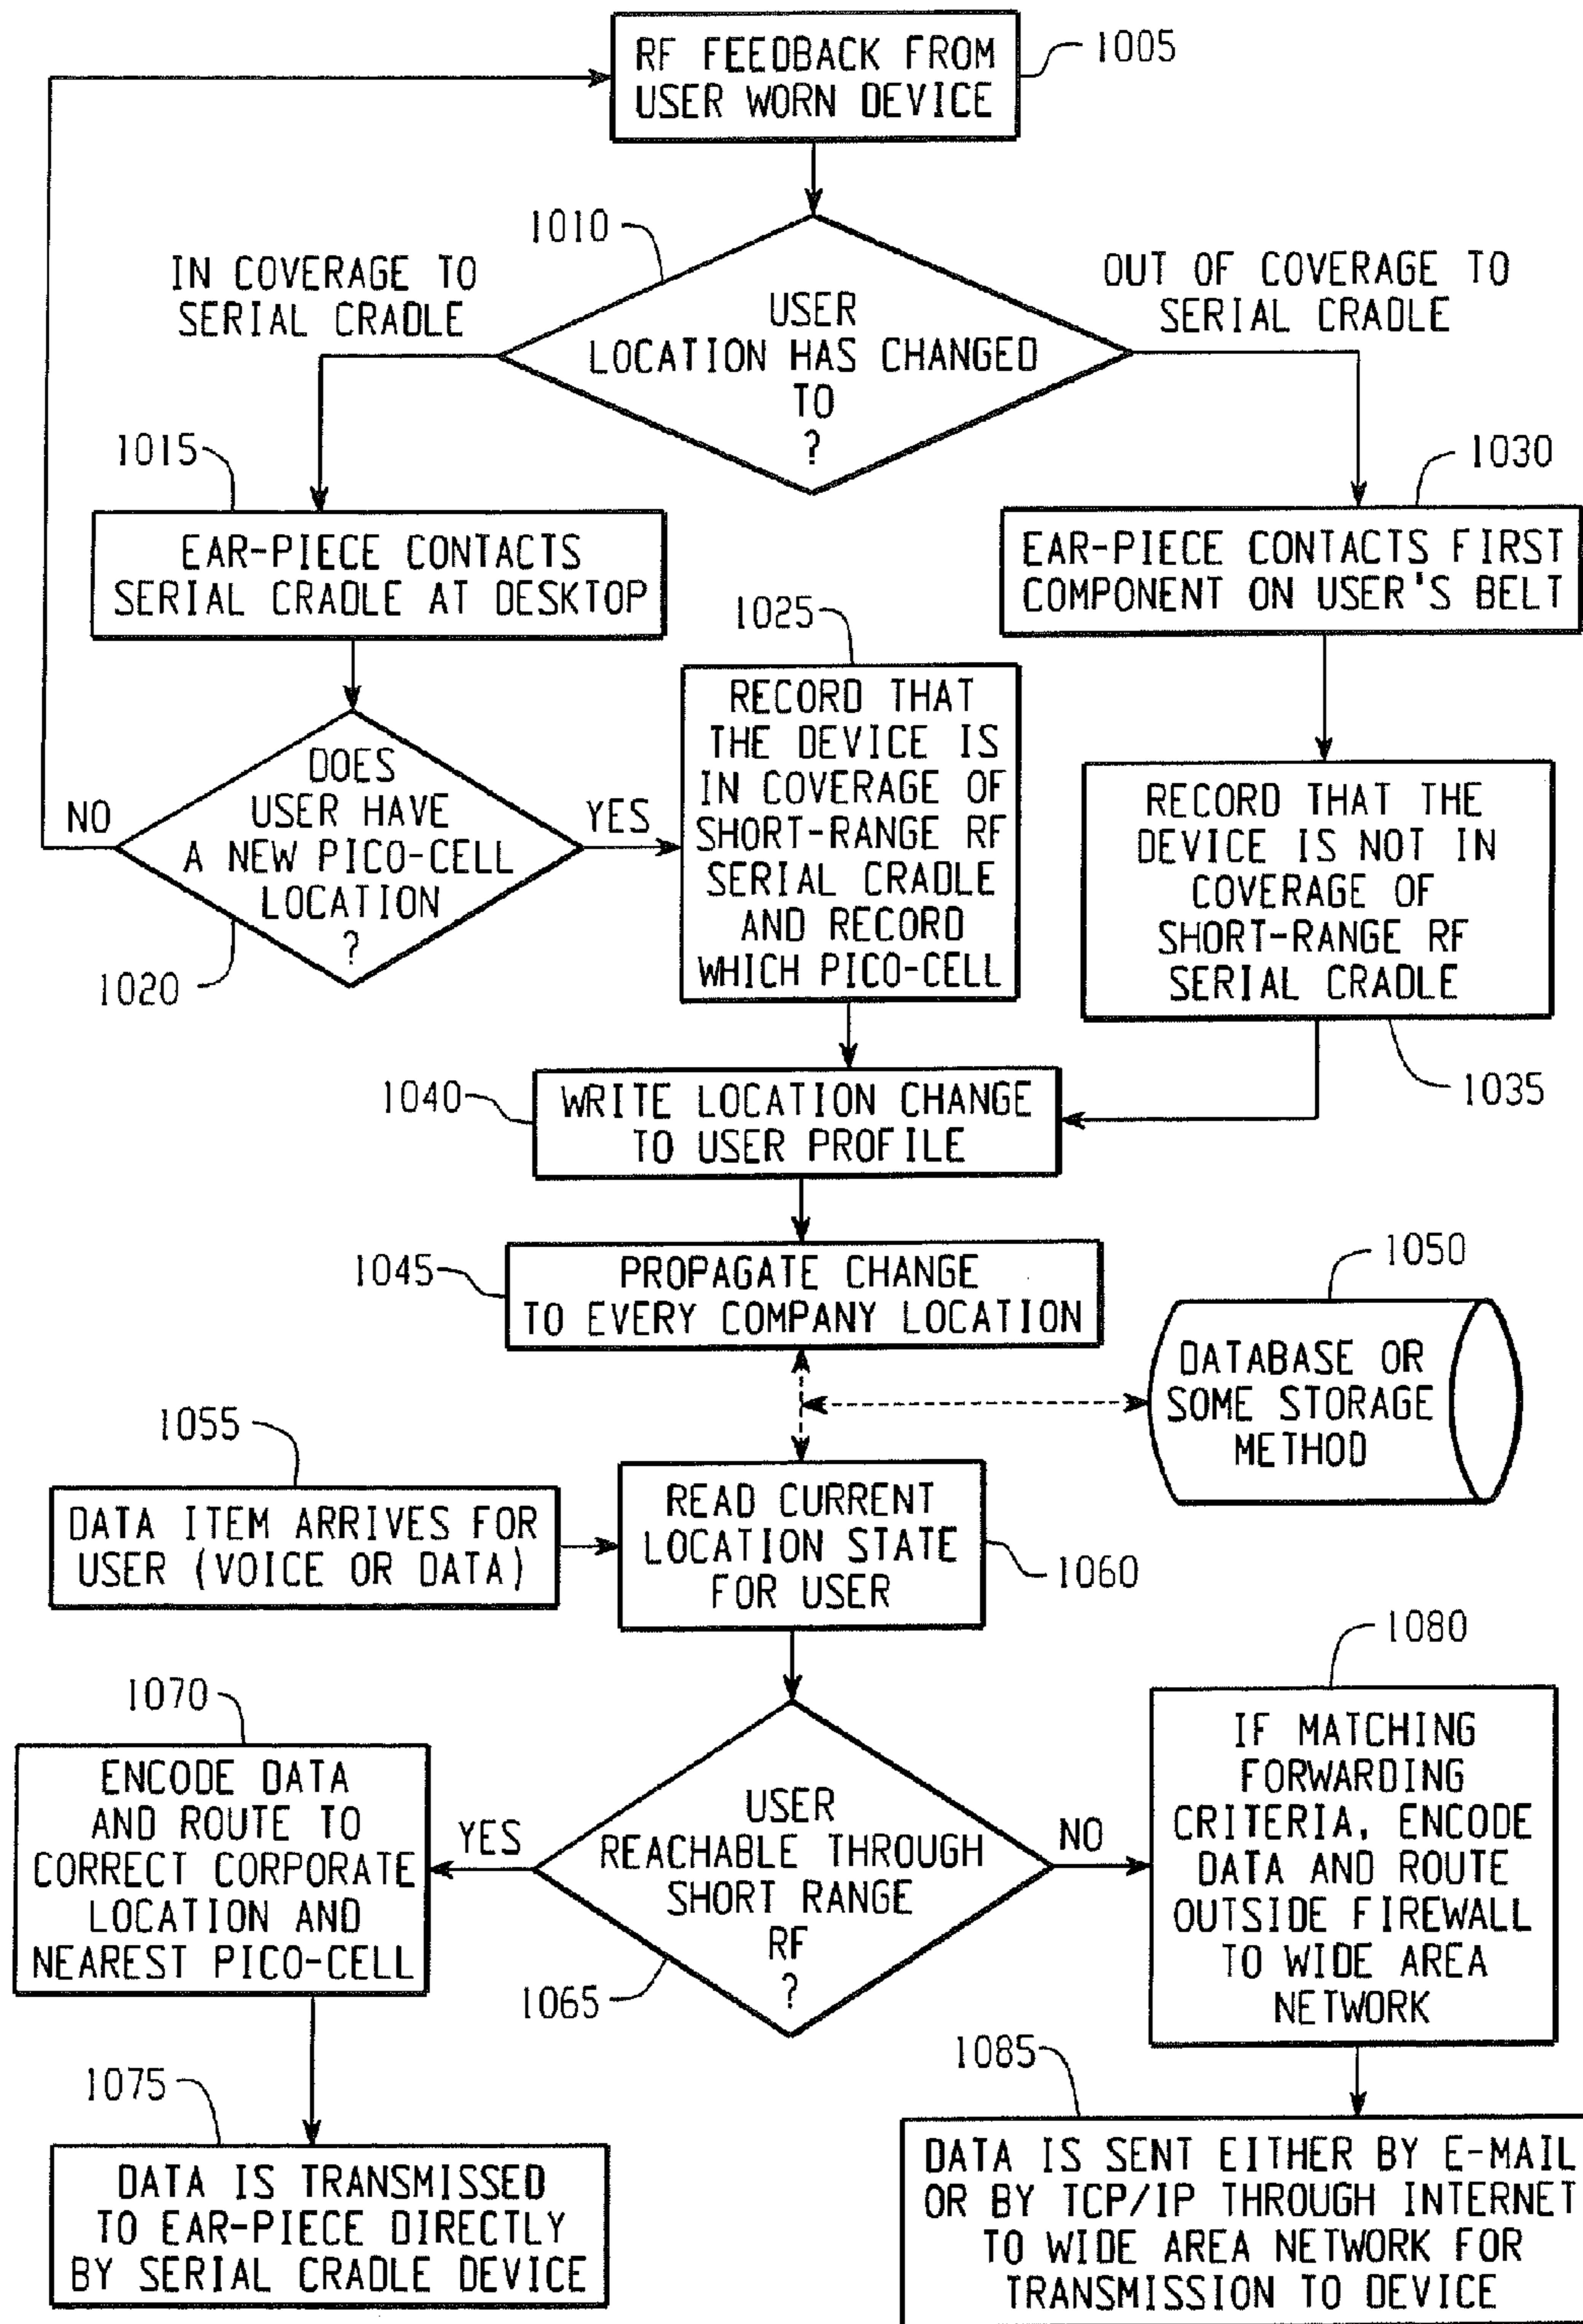 RF FEEDBACK FROM
USER WORN DEVICE
1005
1010
IN COVERAGE TO
SERIAL CRADLE
OUT OF COVERAGE TO
SERIAL CRADLE
USER
LOCATION HAS CHANGED
TO
?
1015
EAR-PIECE CONTACTS
SERIAL CRADLE AT DESKTOP
1030
EAR-PIECE CONTACTS FIRST
COMPONENT ON USER'S BELT
DOES
USER HAVE
A NEW PICO-CELL
LOCATION
?
NO
YES
1020
1025
RECORD THAT
THE DEVICE IS
IN COVERAGE OF
SHORT-RANGE RF
SERIAL CRADLE
AND RECORD
WHICH PICO-CELL
RECORD THAT THE
DEVICE IS NOT IN
COVERAGE OF
SHORT-RANGE RF
SERIAL CRADLE
1035
1040
WRITE LOCATION CHANGE
TO USER PROFILE
1045
PROPAGATE CHANGE
TO EVERY COMPANY LOCATION
1050
DATABASE OR
SOME STORAGE
METHOD
1055
DATA ITEM ARRIVES FOR
USER (VOICE OR DATA)
READ CURRENT
LOCATION STATE
FOR USER
1060
1070
ENCODE DATA
AND ROUTE TO
CORRECT CORPORATE
LOCATION AND
NEAREST PICO-CELL
YES
USER
REACHABLE THROUGH
SHORT RANGE
RF
?
1065
NO
1080
IF MATCHING
FORWARDING
CRITERIA, ENCODE
DATA AND ROUTE
OUTSIDE FIREWALL
TO WIDE AREA
NETWORK
1075
DATA IS TRANSMISSED
TO EAR-PIECE DIRECTLY
BY SERIAL CRADLE DEVICE
1085
DATA IS SENT EITHER BY E-MAIL
OR BY TCP/IP THROUGH INTERNET
TO WIDE AREA NETWORK FOR
TRANSMISSION TO DEVICE